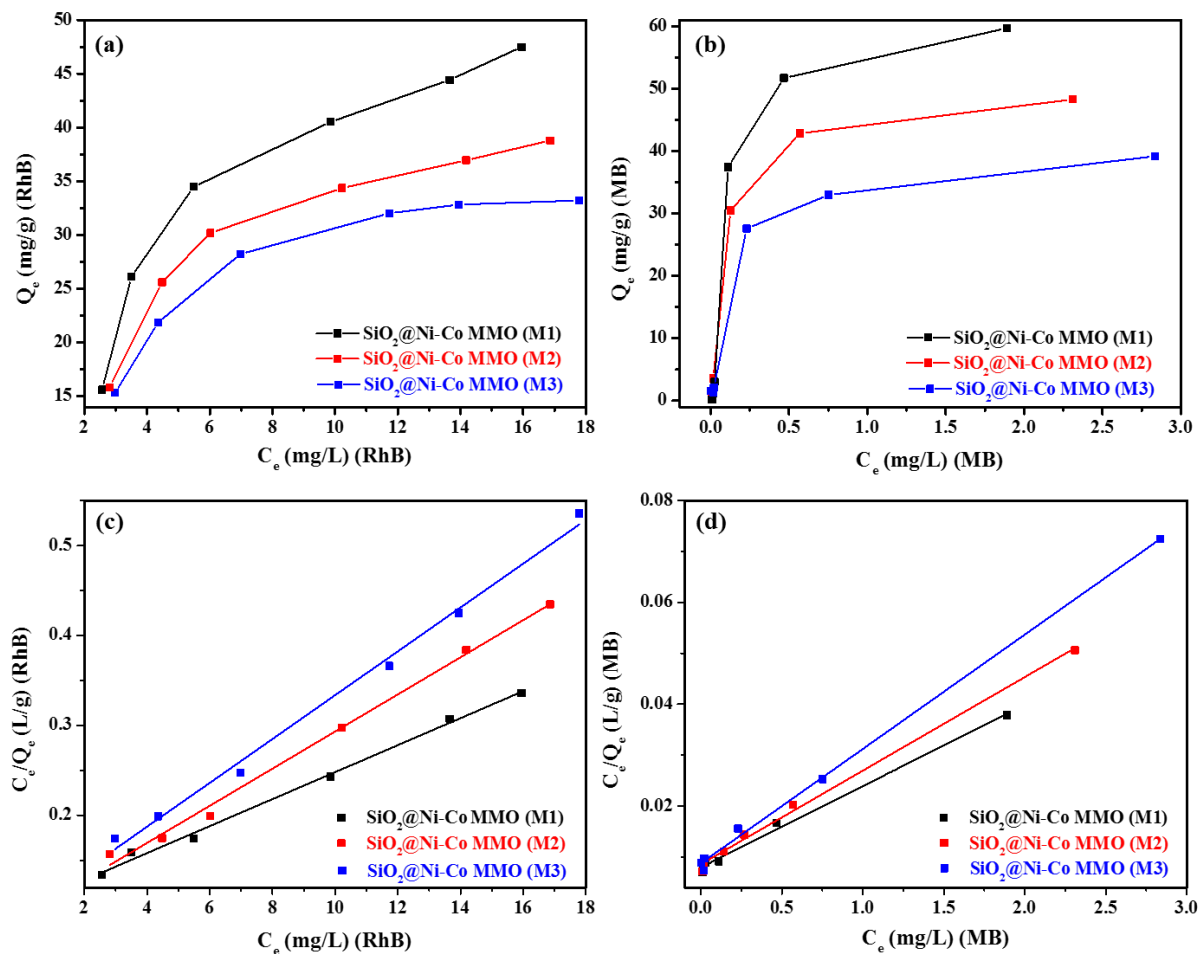 (a)
50
45
40
35
30
25
20
15
Qe (mg/g) (RhB)
SiO2@Ni-Co MMO (M1)
SiO2@Ni-Co MMO (M2)
SiO2@Ni-Co MMO (M3)
2 4 6 8 10 12 14 16 18
Ce (mg/L) (RhB)
(b)
60
50
40
30
20
10
0
Qe (mg/g) (MB)
SiO2@Ni-Co MMO (M1)
SiO2@Ni-Co MMO (M2)
SiO2@Ni-Co MMO (M3)
0.0 0.5 1.0 1.5 2.0 2.5 3.0
Ce (mg/L) (MB)
(c)
0.5
0.4
0.3
0.2
Ce/Qe (L/g) (RhB)
SiO2@Ni-Co MMO (M1)
SiO2@Ni-Co MMO (M2)
SiO2@Ni-Co MMO (M3)
2 4 6 8 10 12 14 16 18
Ce (mg/L) (RhB)
(d)
0.08
0.06
0.04
0.02
0.00
Ce/Qe (L/g) (MB)
SiO2@Ni-Co MMO (M1)
SiO2@Ni-Co MMO (M2)
SiO2@Ni-Co MMO (M3)
0.0 0.5 1.0 1.5 2.0 2.5 3.0
Ce (mg/L) (MB)